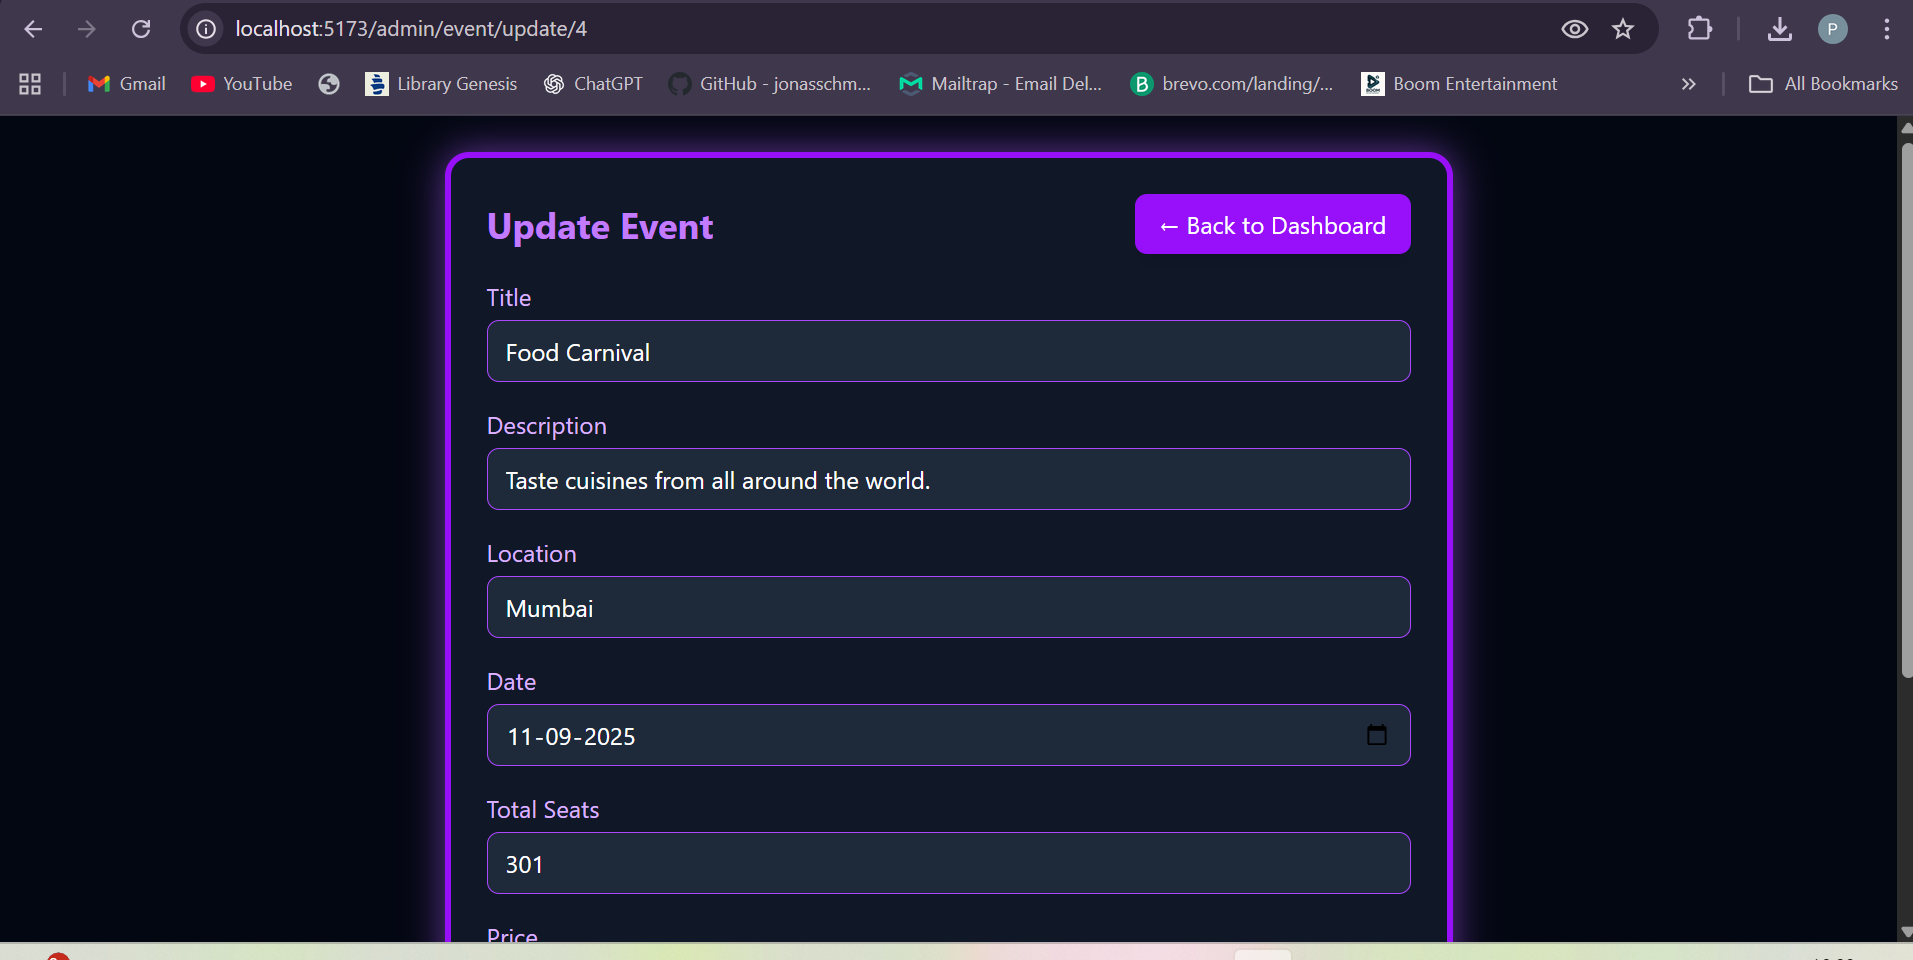 localhost:5173/admin/event/update/4
P
Gmail YouTube Library Genesis ChatGPT GitHub - jonasschm... Mailtrap - Email Del... brevo.com/landing/... Boom Entertainment » All Bookmarks
Update Event
← Back to Dashboard
Title
Food Carnival
Description
Taste cuisines from all around the world.
Location
Mumbai
Date
11-09-2025
Total Seats
301
Price